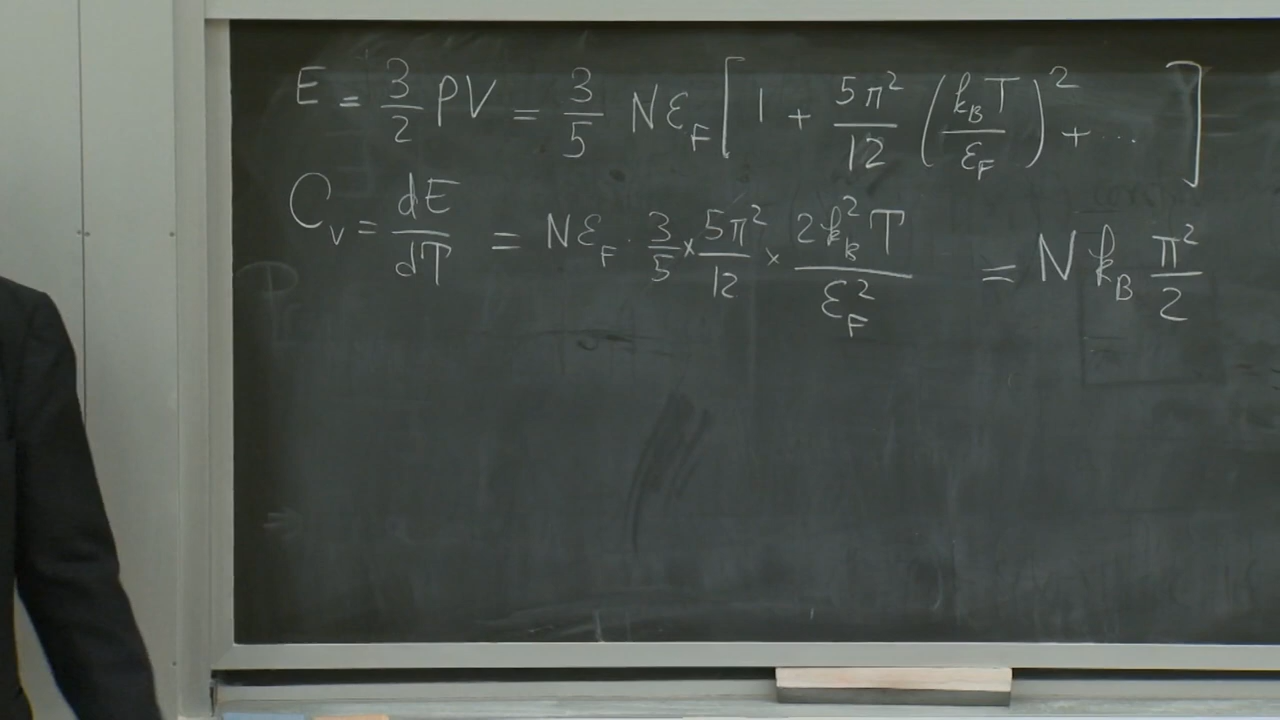 E = 3/2 PV = 3/5 Nε_F [ 1 + 5π²/12 (k_B T/ε_F)² + ... ]
C_v = dE/dT = Nε_F · 3/5 × 5π²/12 × 2k_B² T/ε_F² = N k_B π²/2